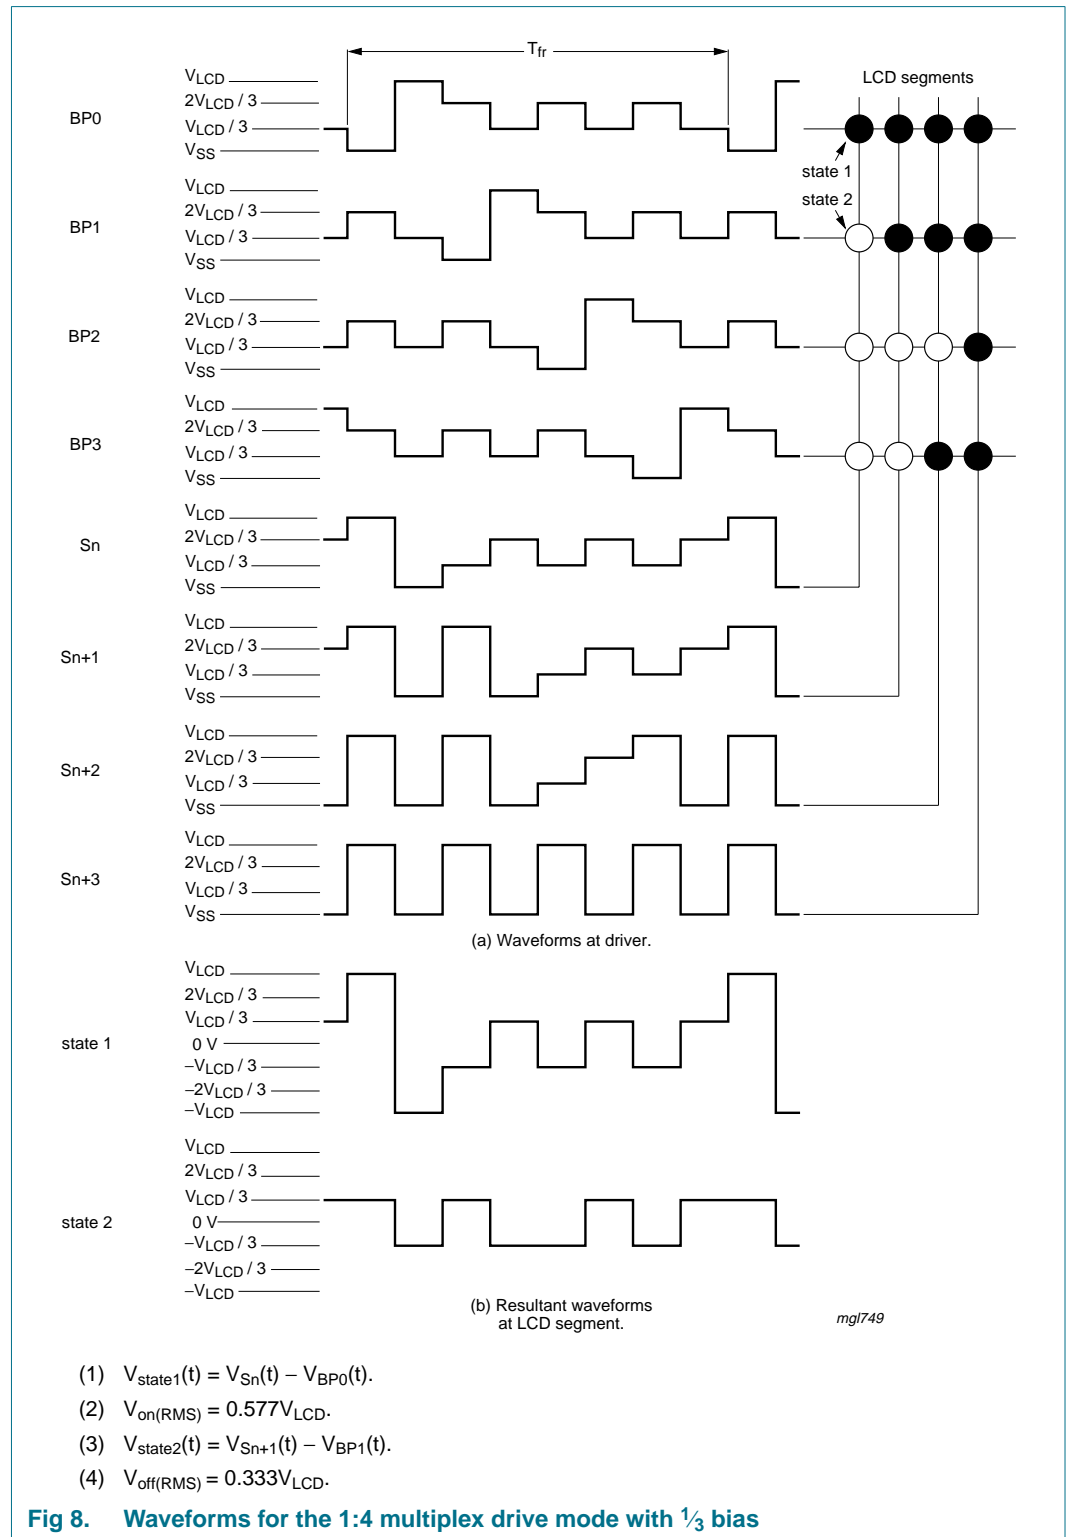 Tfr
LCD segments
BP0
VLCD
2VLCD / 3
VLCD / 3
VSS
state 1
state 2
BP1
VLCD
2VLCD / 3
VLCD / 3
VSS
BP2
VLCD
2VLCD / 3
VLCD / 3
VSS
BP3
VLCD
2VLCD / 3
VLCD / 3
VSS
Sn
VLCD
2VLCD / 3
VLCD / 3
VSS
Sn+1
VLCD
2VLCD / 3
VLCD / 3
VSS
Sn+2
VLCD
2VLCD / 3
VLCD / 3
VSS
Sn+3
VLCD
2VLCD / 3
VLCD / 3
VSS
(a) Waveforms at driver.
state 1
VLCD
2VLCD / 3
VLCD / 3
0 V
−VLCD / 3
−2VLCD / 3
−VLCD
state 2
VLCD
2VLCD / 3
VLCD / 3
0 V
−VLCD / 3
−2VLCD / 3
−VLCD
(b) Resultant waveforms
at LCD segment.
mgl749
(1) Vstate1(t) = VSn(t) − VBP0(t).
(2) Von(RMS) = 0.577VLCD.
(3) Vstate2(t) = VSn+1(t) − VBP1(t).
(4) Voff(RMS) = 0.333VLCD.
Fig 8. Waveforms for the 1:4 multiplex drive mode with 1⁄3 bias